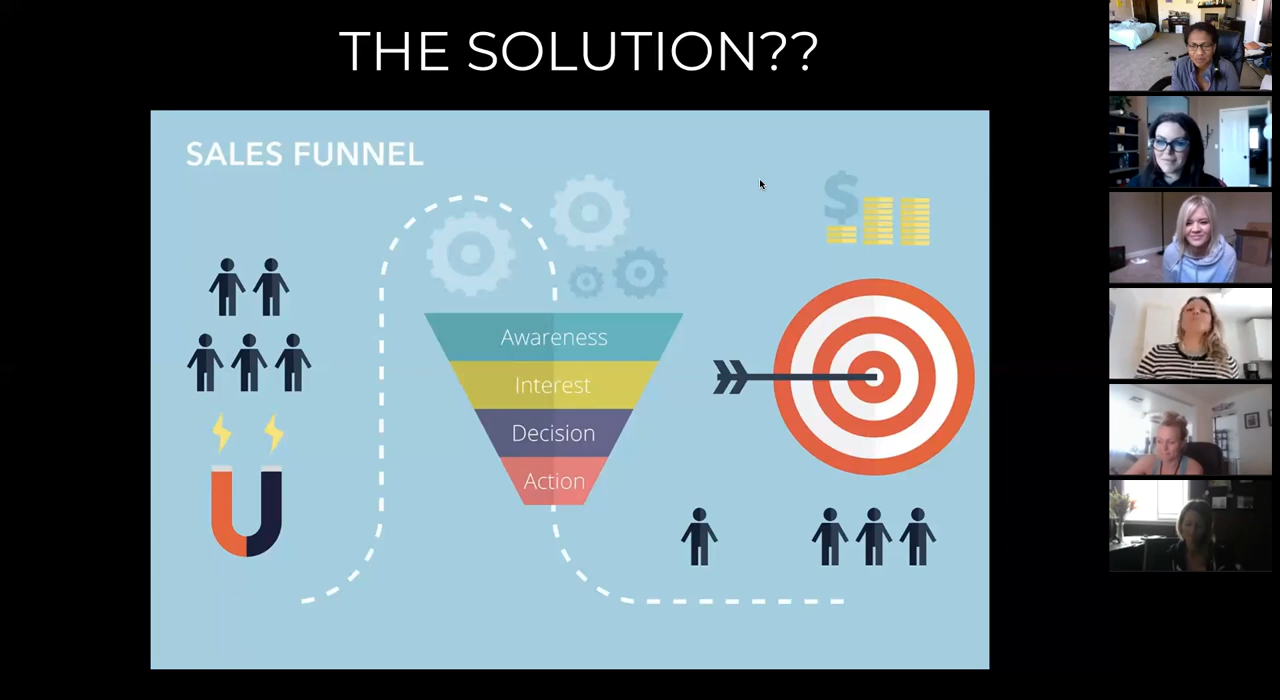 THE SOLUTION??
SALES FUNNEL
$
Awareness
Interest
Decision
Action